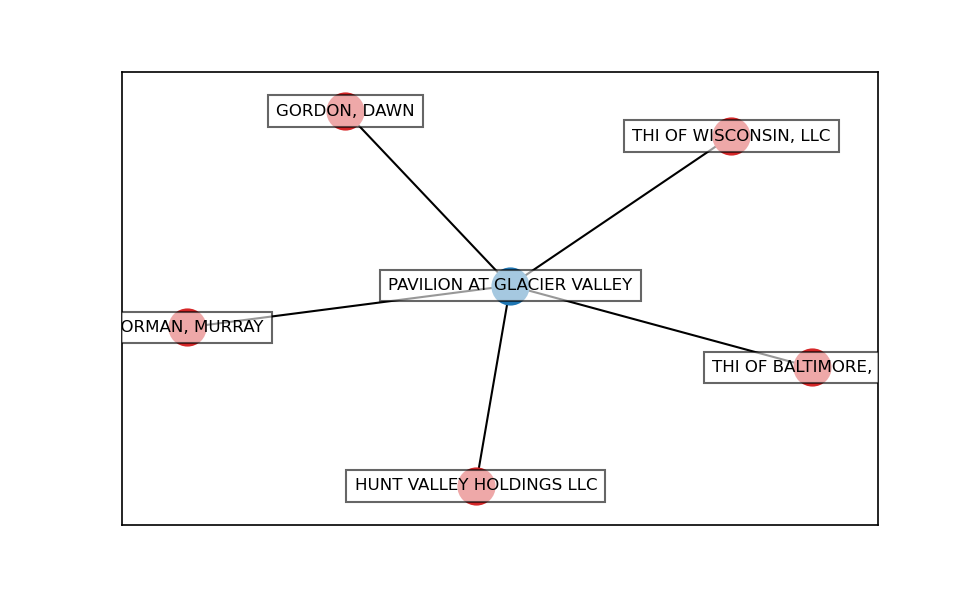 GORDON, DAWN
THI OF WISCONSIN, LLC
PAVILION AT GLACIER VALLEY
ORMAN, MURRAY
THI OF BALTIMORE,
HUNT VALLEY HOLDINGS LLC